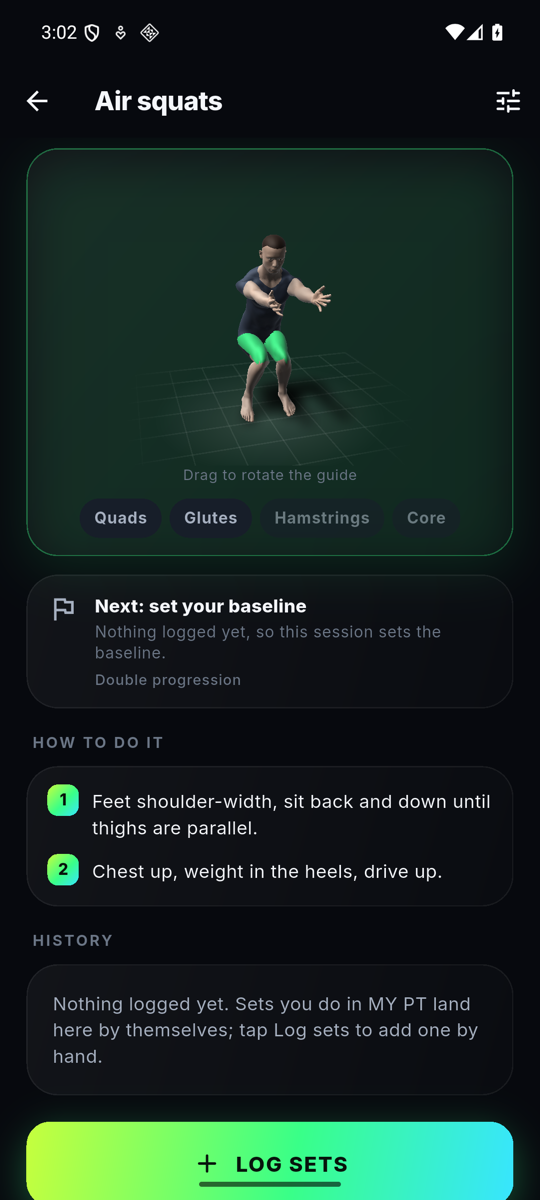 3:02
Air squats
Drag to rotate the guide
Quads
Glutes
Hamstrings
Core
Next: set your baseline
Nothing logged yet, so this session sets the
baseline.
Double progression
HOW TO DO IT
1
Feet shoulder-width, sit back and down until
thighs are parallel.
2
Chest up, weight in the heels, drive up.
HISTORY
Nothing logged yet. Sets you do in MY PT land
here by themselves; tap Log sets to add one by
hand.
+ LOG SETS